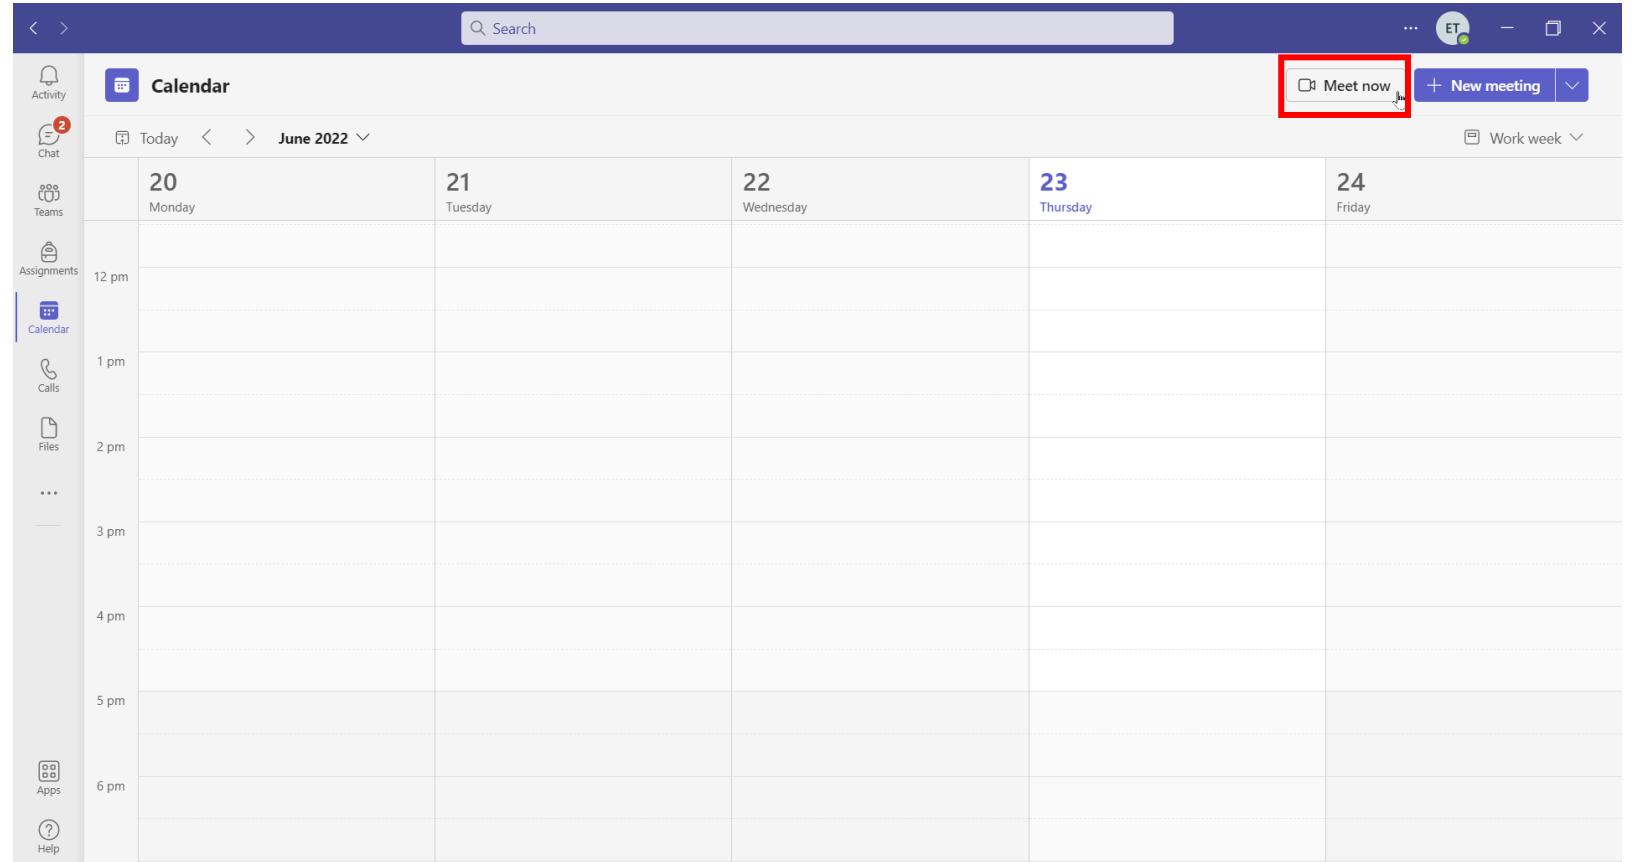 Search
ET
Activity
Calendar
Meet now
New meeting
2
Chat
Today
June 2022
Work week
Teams
20
Monday
21
Tuesday
22
Wednesday
23
Thursday
24
Friday
Assignments
12 pm
Calendar
1 pm
Calls
2 pm
Files
3 pm
4 pm
5 pm
6 pm
Apps
Help